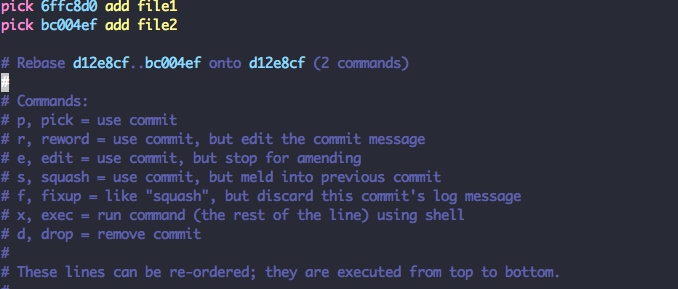 pick 6ffc8d0 add file1
pick bc004ef add file2
# Rebase d12e8cf..bc004ef onto d12e8cf (2 commands)
#
# Commands:
# p, pick = use commit
# r, reword = use commit, but edit the commit message
# e, edit = use commit, but stop for amending
# s, squash = use commit, but meld into previous commit
# f, fixup = like "squash", but discard this commit's log message
# x, exec = run command (the rest of the line) using shell
# d, drop = remove commit
#
# These lines can be re-ordered; they are executed from top to bottom.
#